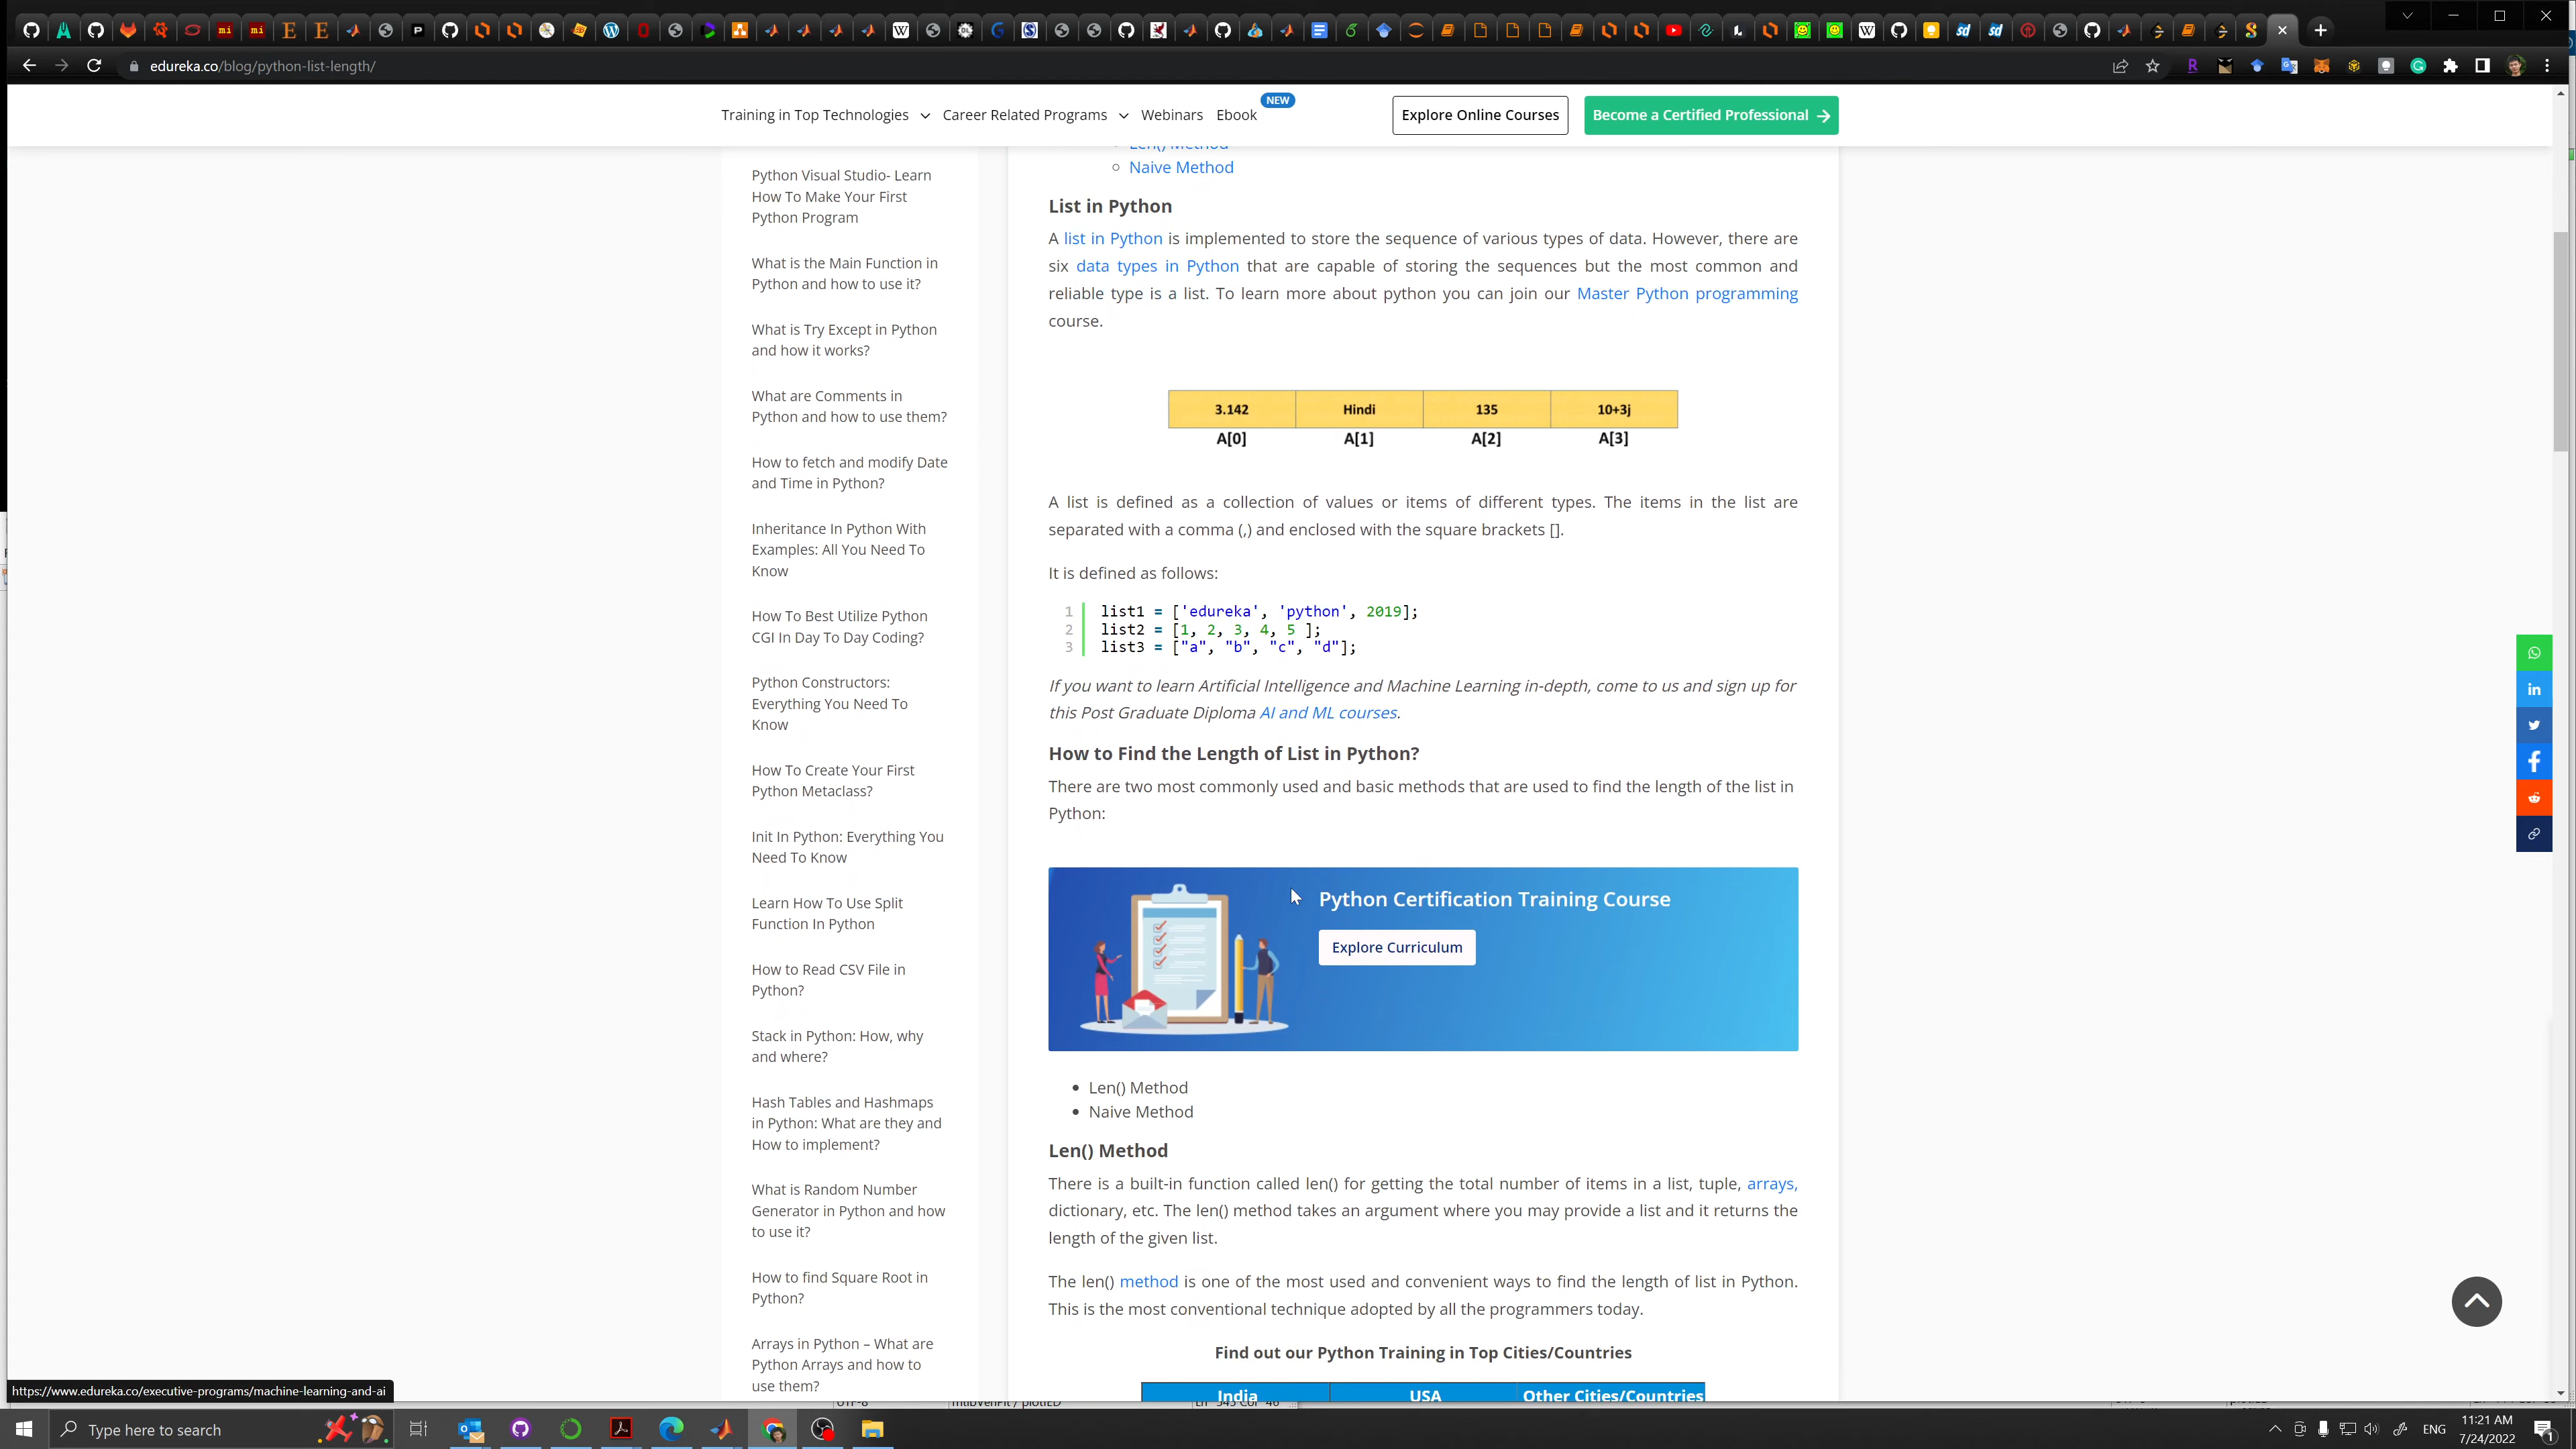 edureka.co/blog/python-list-length/
Training in Top Technologies
Career Related Programs
Webinars
Ebook
NEW
Explore Online Courses
Become a Certified Professional
Python Visual Studio- Learn
How To Make Your First
Python Program
What is the Main Function in
Python and how to use it?
What is Try Except in Python
and how it works?
What are Comments in
Python and how to use them?
How to fetch and modify Date
and Time in Python?
Inheritance In Python With
Examples: All You Need To
Know
How To Best Utilize Python
CGI In Day To Day Coding?
Python Constructors:
Everything You Need To
Know
How To Create Your First
Python Metaclass?
Init In Python: Everything You
Need To Know
Learn How To Use Split
Function In Python
How to Read CSV File in
Python?
Stack in Python: How, why
and where?
Hash Tables and Hashmaps
in Python: What are they and
How to implement?
What is Random Number
Generator in Python and how
to use it?
How to find Square Root in
Python?
Arrays in Python – What are
Python Arrays and how to
use them?
Len() Method
Naive Method
List in Python
A list in Python is implemented to store the sequence of various types of data. However, there are
six data types in Python that are capable of storing the sequences but the most common and
reliable type is a list. To learn more about python you can join our Master Python programming
course.
3.142 Hindi 135 10+3j
A[0] A[1] A[2] A[3]
A list is defined as a collection of values or items of different types. The items in the list are
separated with a comma (,) and enclosed with the square brackets [].
It is defined as follows:
1 list1 = ['edureka', 'python', 2019];
2 list2 = [1, 2, 3, 4, 5 ];
3 list3 = ["a", "b", "c", "d"];
If you want to learn Artificial Intelligence and Machine Learning in-depth, come to us and sign up for
this Post Graduate Diploma AI and ML courses.
How to Find the Length of List in Python?
There are two most commonly used and basic methods that are used to find the length of the list in
Python:
Python Certification Training Course
Explore Curriculum
Len() Method
Naive Method
Len() Method
There is a built-in function called len() for getting the total number of items in a list, tuple, arrays,
dictionary, etc. The len() method takes an argument where you may provide a list and it returns the
length of the given list.
The len() method is one of the most used and convenient ways to find the length of list in Python.
This is the most conventional technique adopted by all the programmers today.
Find out our Python Training in Top Cities/Countries
India USA Other Cities/Countries
https://www.edureka.co/executive-programs/machine-learning-and-ai
Type here to search
ENG
11:21 AM
7/24/2022